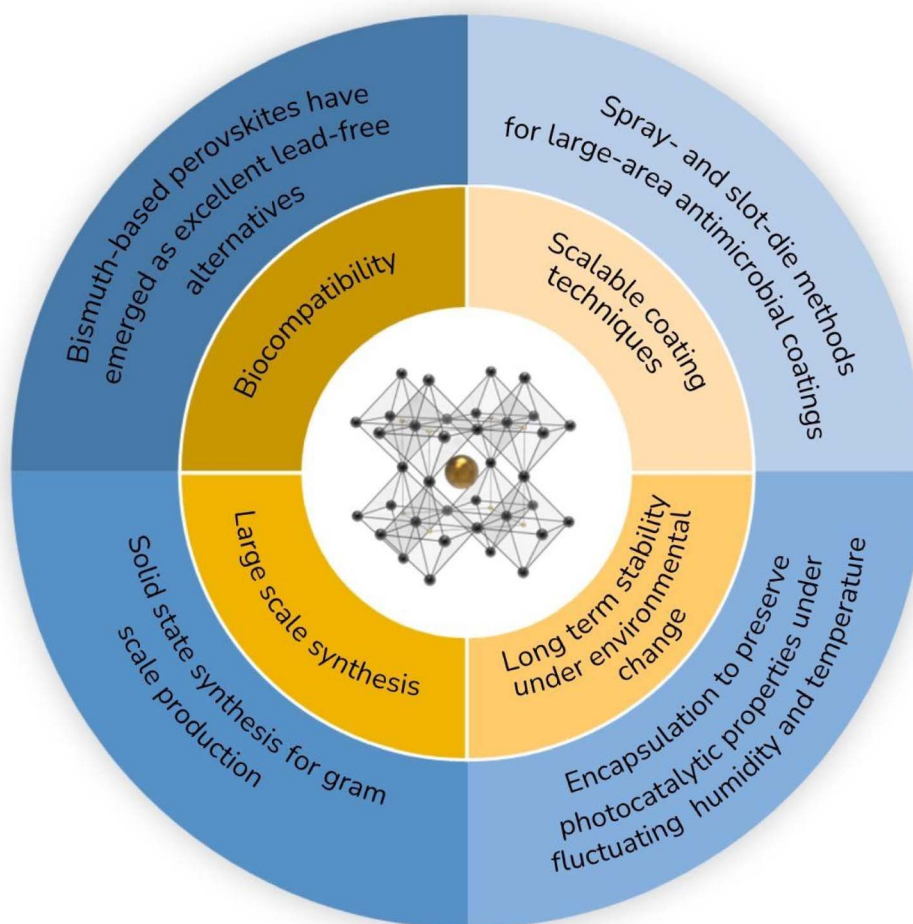 Bismuth-based perovskites have
emerged as excellent lead-free
alternatives
Biocompatibility
Spray- and slot-die methods
for large-area antimicrobial coatings
Scalable coating
techniques
Large scale synthesis
Solid state synthesis for gram
scale production
Long term stability
under environmental
change
Encapsulation to preserve
photocatalytic properties under
fluctuating humidity and temperature